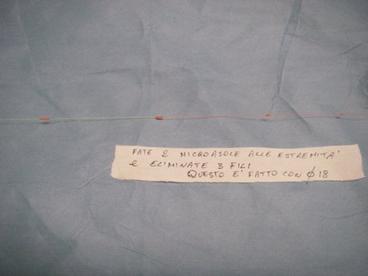 FATE 2 MICROASOLE ALLE ESTREMITA'
E ELIMINATE 3 FILI
QUESTO E' FATTO CON Ø 18